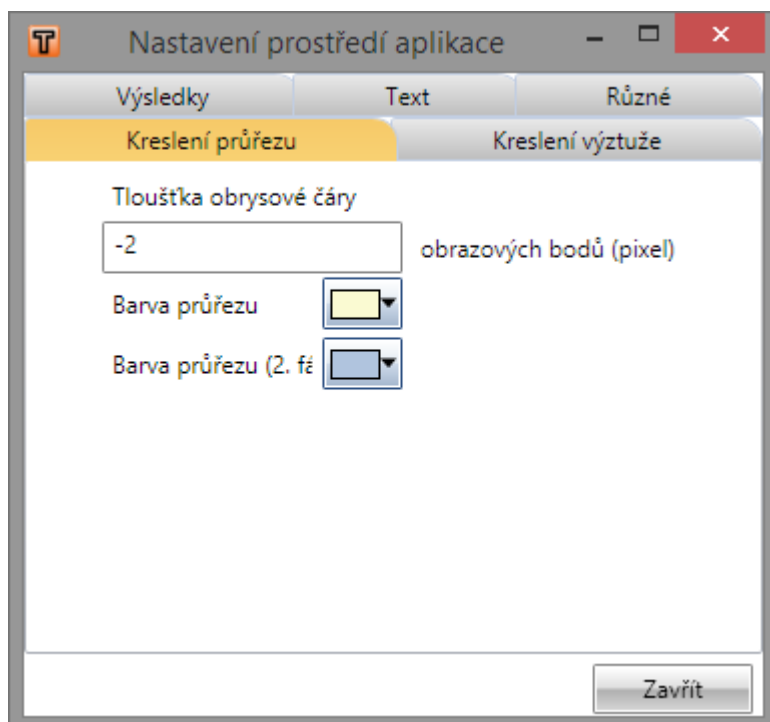 Nastavení prostředí aplikace
Výsledky Text Různé
Kreslení průřezu Kreslení výztuže
Tloušťka obrysové čáry
-2 obrazových bodů (pixel)
Barva průřezu
Barva průřezu (2. fá
Zavřít